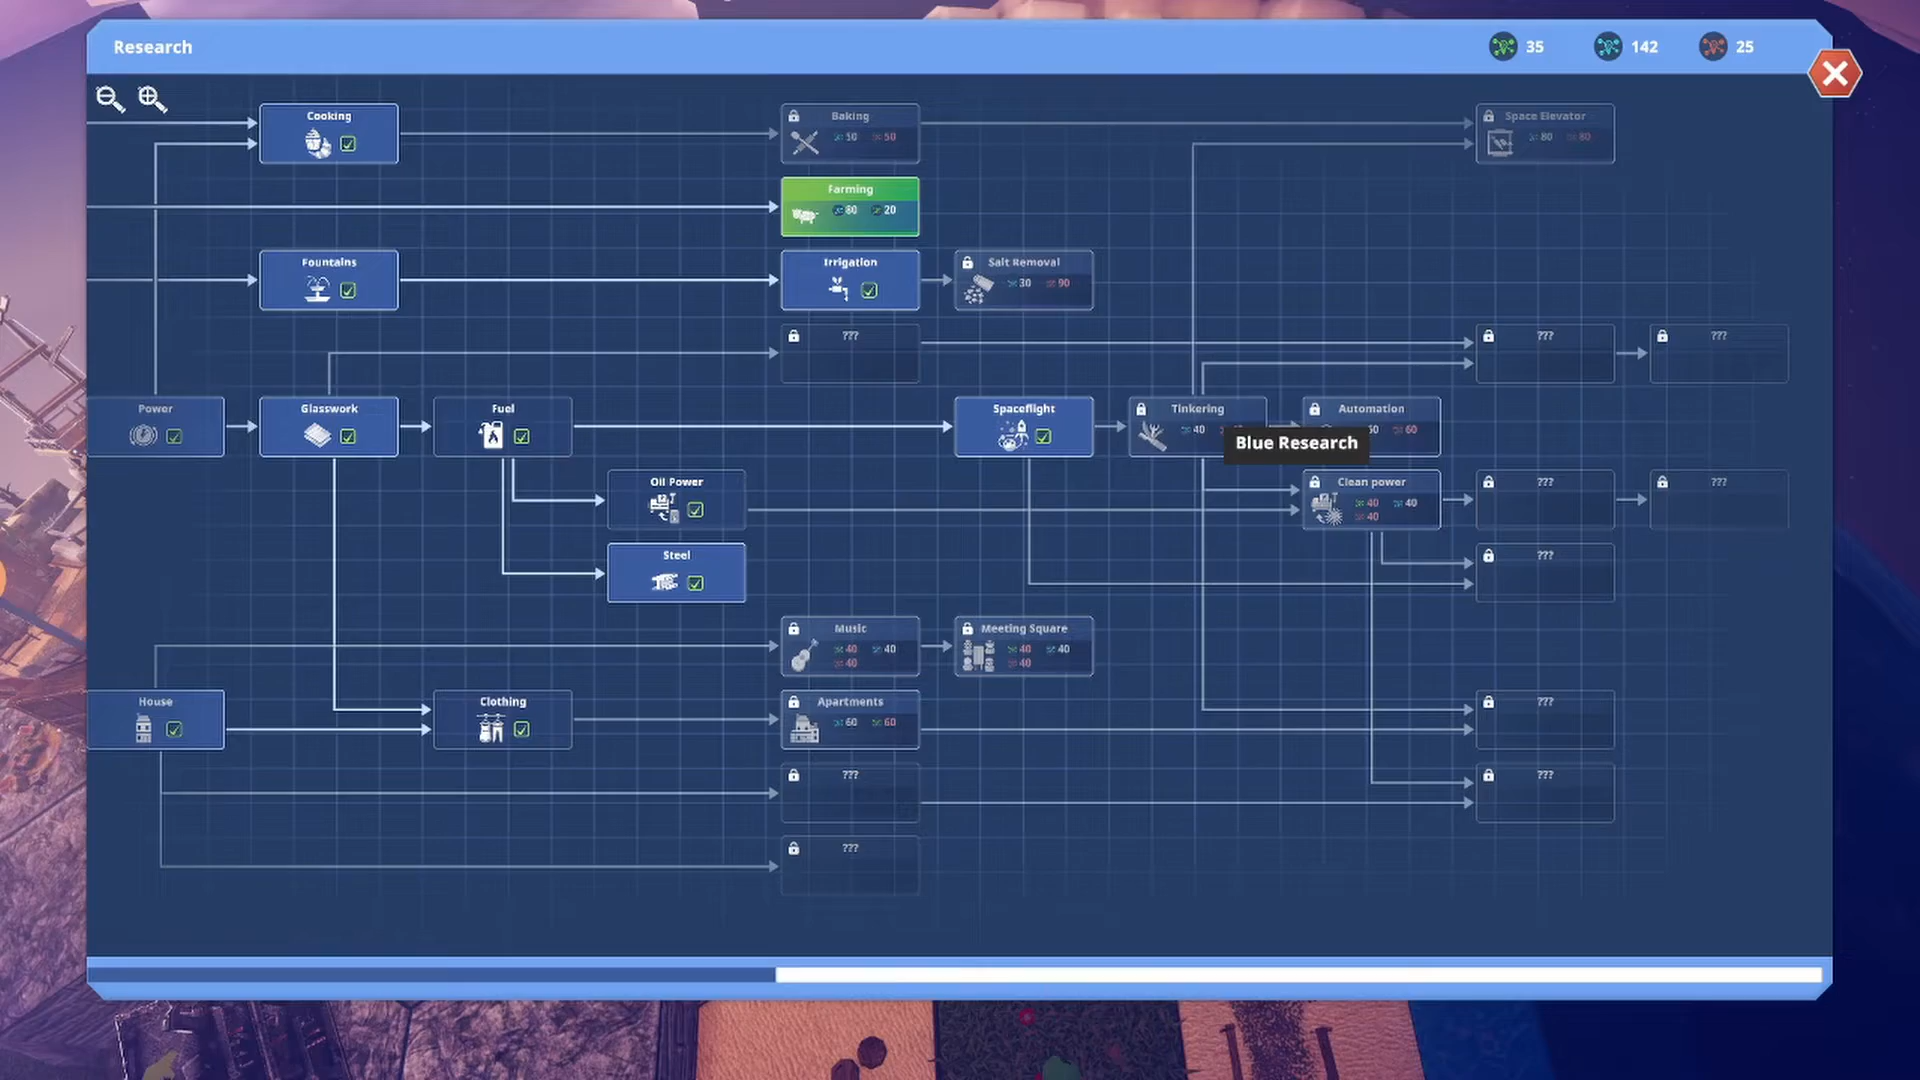 Research
35
142
25
Cooking
Baking
50 50
Space Elevator
80 80
Farming
80 20
Fountains
Irrigation
Salt Removal
30 90
???
???
???
Power
Glasswork
Fuel
Spaceflight
Tinkering
40
Automation
60
Blue Research
Oil Power
Clean power
40 40
40
???
???
Steel
???
Music
40 40
40
Meeting Square
40 40
40
House
Clothing
Apartments
60 60
???
???
???
???